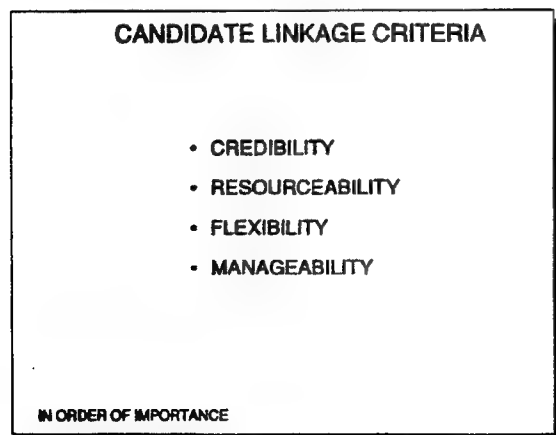 CANDIDATE LINKAGE CRITERIA
• CREDIBILITY
• RESOURCEABILITY
• FLEXIBILITY
• MANAGEABILITY
IN ORDER OF IMPORTANCE